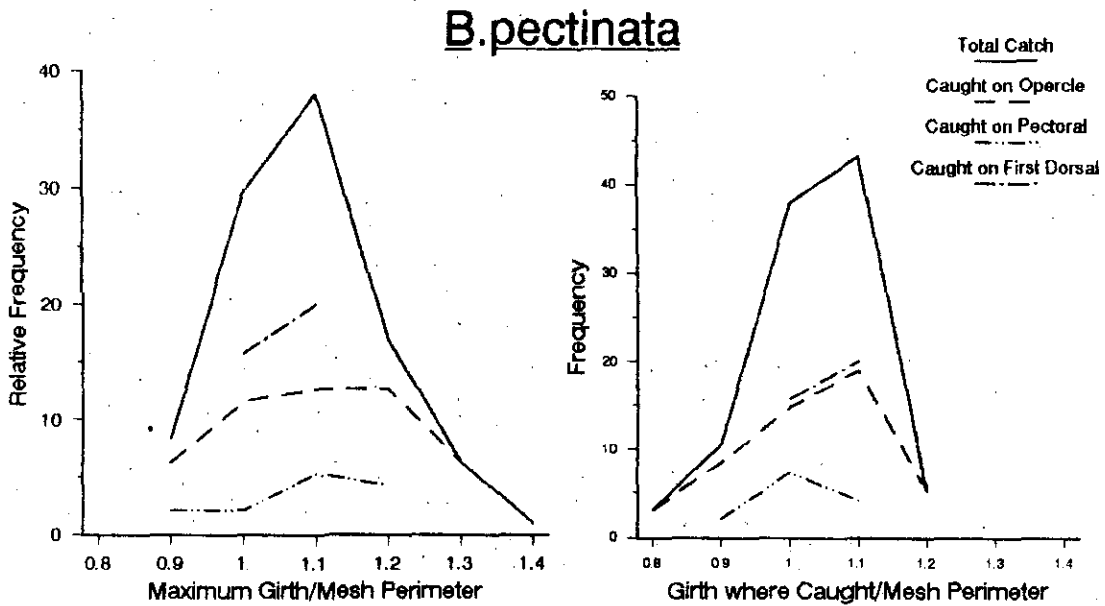 B.pectinata
Total Catch
Caught on Opercle
Caught on Pectoral
Caught on First Dorsal
40
30
20
10
0
Relative Frequency
0.8 0.9 1. 1.1 1.2 1.3 1.4
Maximum Girth/Mesh Perimeter
50
40
30
20
10
0
Frequency
0.8 0.9 1. 1.1 1.2 1.3 1.4
Girth where Caught/Mesh Perimeter